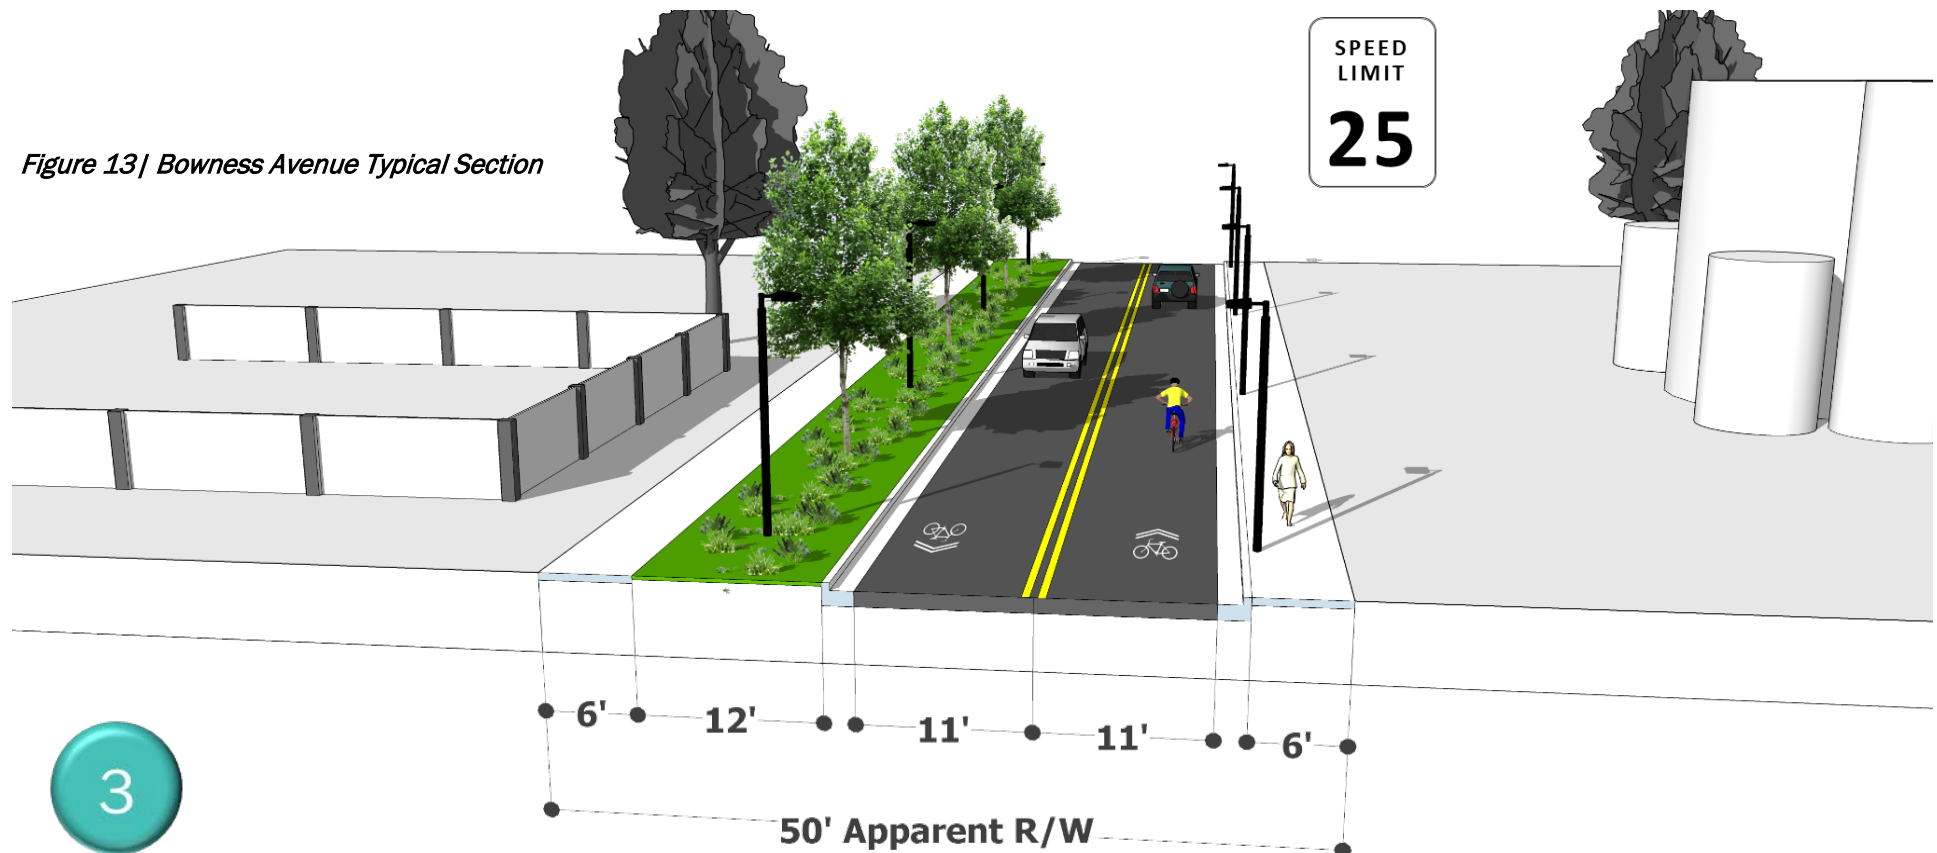 SPEED
LIMIT
25
Figure 13| Bowness Avenue Typical Section
6'
12'
11'
11'
6'
50' Apparent R/W
3